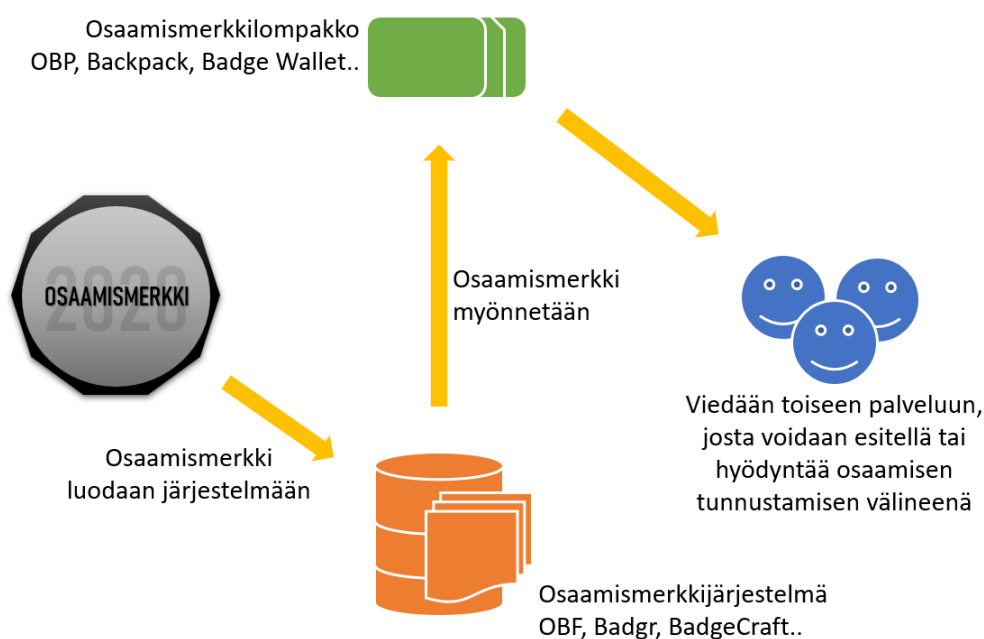 Osaamismerkkilompakko
OBP, Backpack, Badge Wallet..
2020
OSAAMISMERKKI
Osaamismerkki
myönnetään
Osaamismerkki
luodaan järjestelmään
Viedään toiseen palveluun,
josta voidaan esitellä tai
hyödyntää osaamisen
tunnustamisen välineenä
Osaamismerkkijärjestelmä
OBF, Badgr, BadgeCraft..